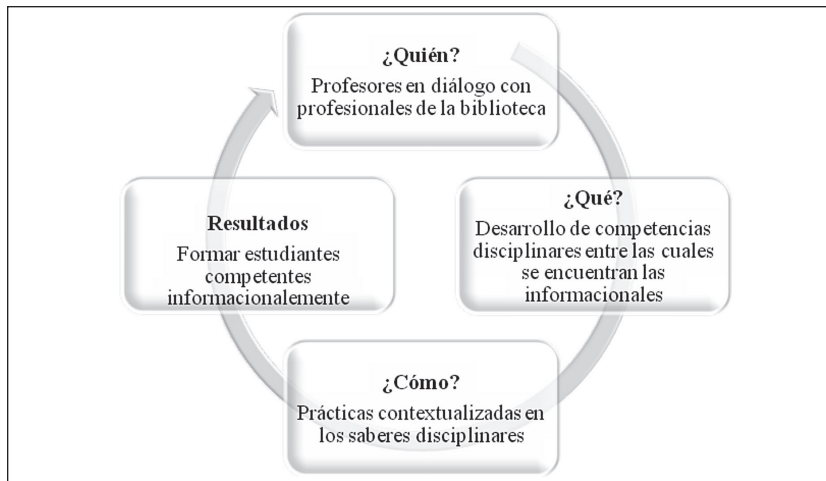 ¿Quién?
Profesores en diálogo con
profesionales de la biblioteca
¿Qué?
Desarrollo de competencias
disciplinares entre las cuales
se encuentran las
informacionales
¿Cómo?
Prácticas contextualizadas en
los saberes disciplinares
Resultados
Formar estudiantes
competentes
informacionalemente